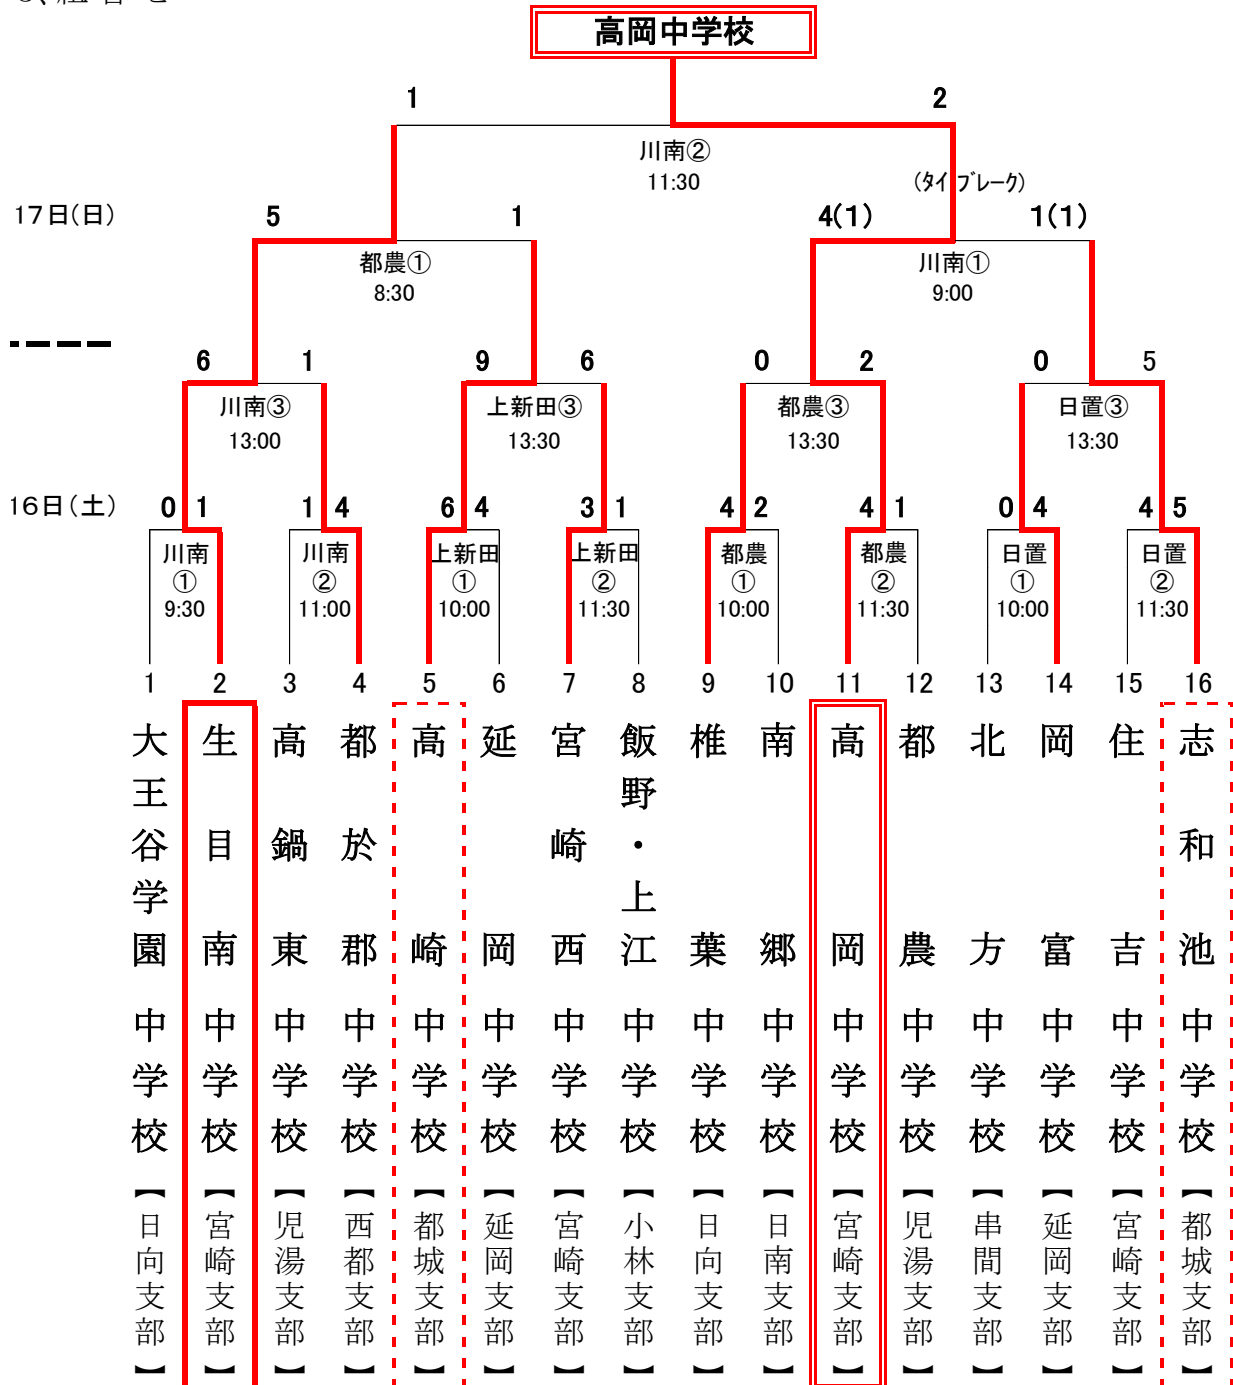 高岡中学校
1 2
川南②
11:30
(ﾀｲﾌﾞﾚｰｸ)
17日(日)
5 1 4(1) 1(1)
都農① 川南①
8:30 9:00
6 1 9 6 0 2 0 5
川南③ 上新田③ 都農③ 日置③
13:00 13:30 13:30 13:30
16日(土)
0 1 1 4 6 4 3 1 4 2 4 1 0 4 4 5
川南 川南 上新田 上新田 都農 都農 日置 日置
① ② ① ② ① ② ① ②
9:30 11:00 10:00 11:30 10:00 11:30 10:00 11:30
1 2 3 4 5 6 7 8 9 10 11 12 13 14 15 16
大王谷学園中学校【日向支部】
生目南中学校【宮崎支部】
高鍋東中学校【児湯支部】
都於郡中学校【西都支部】
高崎中学校【都城支部】
延岡中学校【延岡支部】
宮崎西中学校【宮崎支部】
飯野・上江中学校【小林支部】
椎葉中学校【日向支部】
南郷中学校【日南支部】
高岡中学校【宮崎支部】
都農中学校【児湯支部】
北方中学校【串間支部】
岡富中学校【延岡支部】
住吉中学校【宮崎支部】
志和池中学校【都城支部】